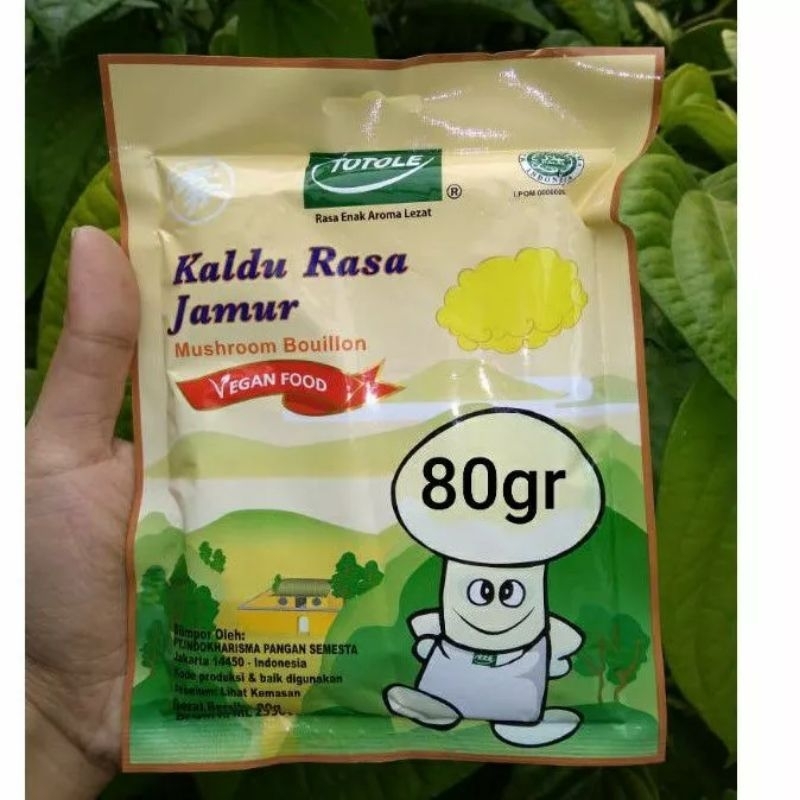 TOTOLE
®
Rasa Enak Aroma Lezat
INDONESIA
Kaldu Rasa
Jamur
Mushroom Bouillon
VEGAN FOOD
80gr
Oleh:
PT.INDOKHARISMA PANGAN SEMESTA
Jakarta 14450 - Indonesia
Kode produksi & baik digunakan
sebelum: Lihat Kemasan